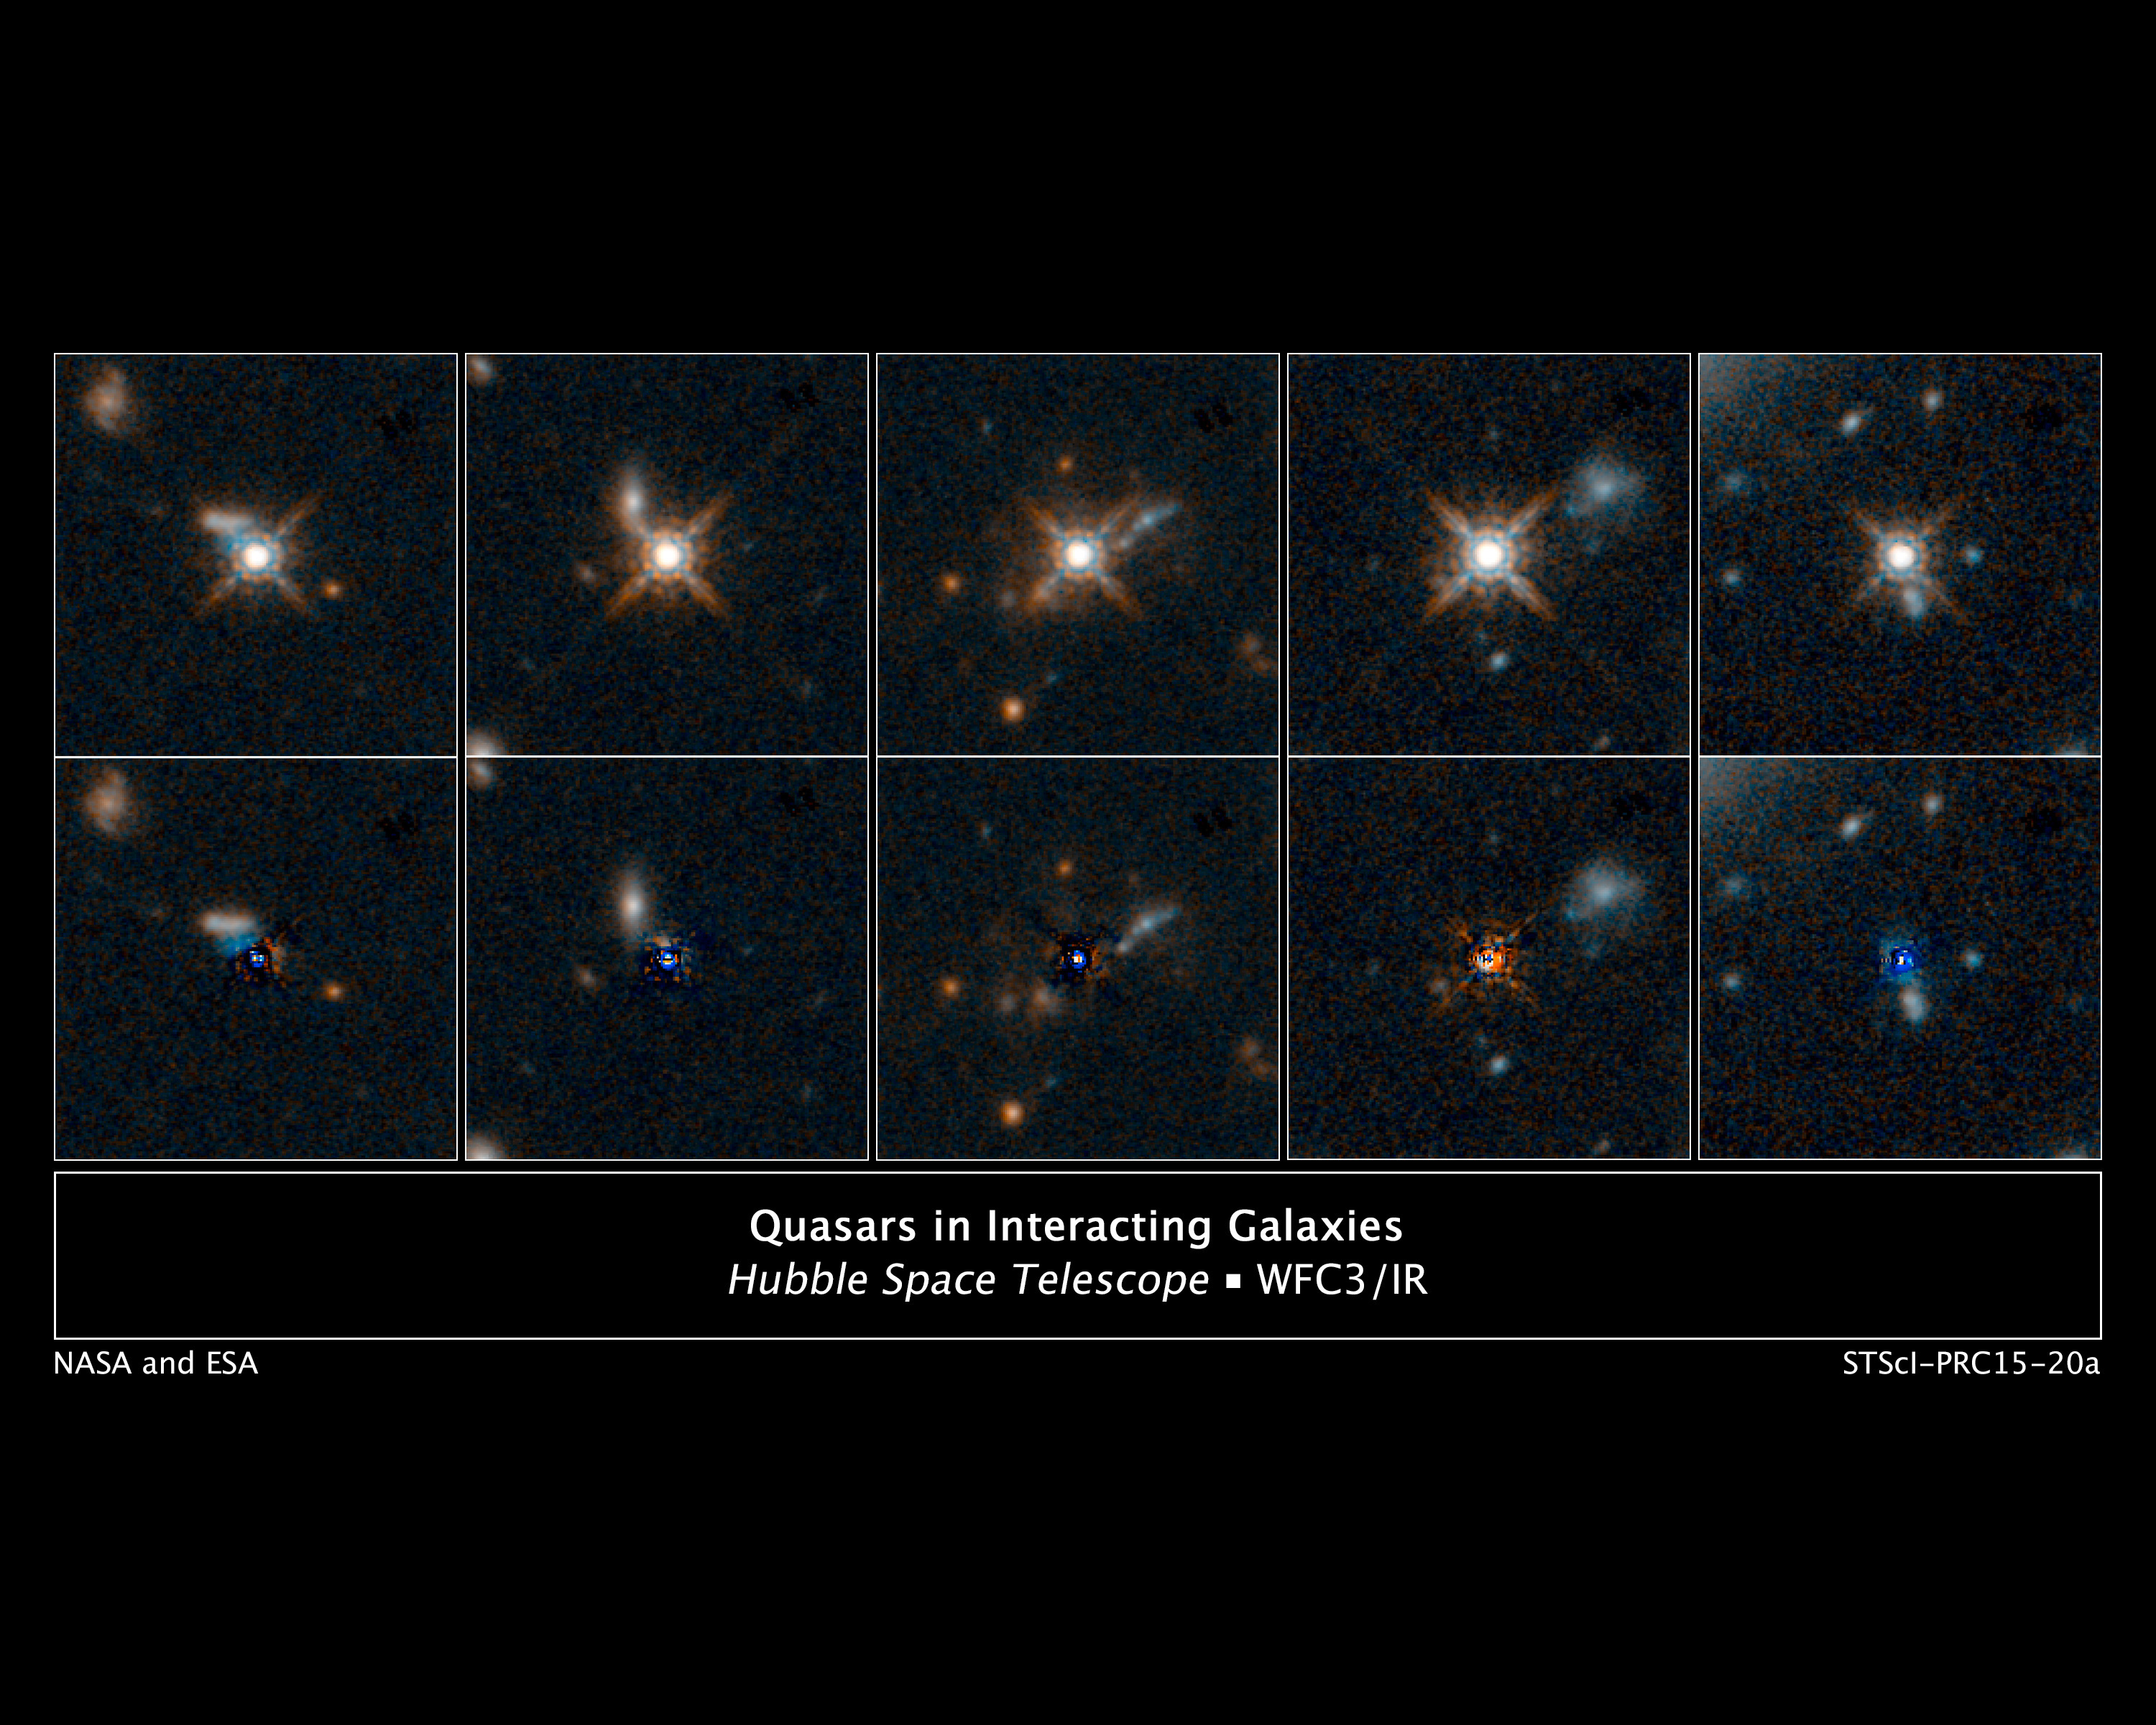 Quasars in Interacting Galaxies
Hubble Space Telescope ▪ WFC3/IR
NASA and ESA
STScI-PRC15-20a